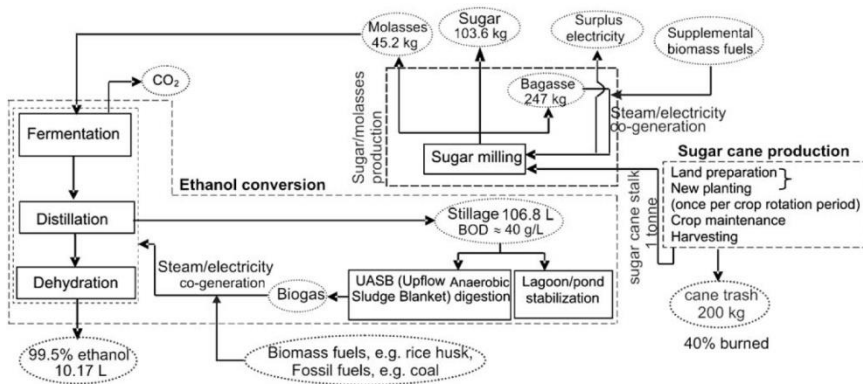 Molasses
45.2 kg
Sugar
103.6 kg
Surplus
electricity
Supplemental
biomass fuels
CO₂
Bagasse
247 kg
Steam/electricity
co-generation
Sugar/molasses
production
Sugar milling
Fermentation
Ethanol conversion
Sugar cane production
Land preparation
New planting
(once per crop rotation period)
Crop maintenance
Harvesting
sugar cane stalk
1 tonne
Distillation
Stillage 106.8 L
BOD ≈ 40 g/L
Steam/electricity
co-generation
Dehydration
Biogas
UASB (Upflow Anaerobic
Sludge Blanket) digestion
Lagoon/pond
stabilization
cane trash
200 kg
40% burned
99.5% ethanol
10.17 L
Biomass fuels, e.g. rice husk,
Fossil fuels, e.g. coal